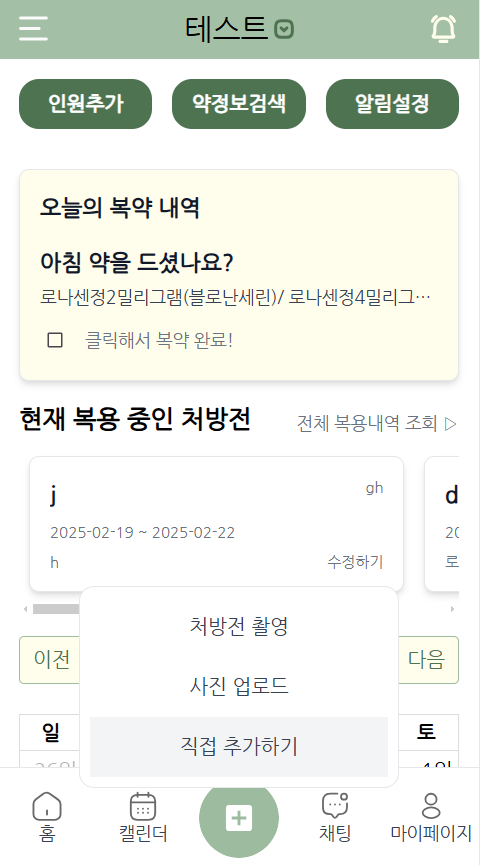 테스트
인원추가 약정보검색 알림설정
오늘의 복약 내역
아침 약을 드셨나요?
로나센정2밀리그램(블로난세린)/ 로나센정4밀리그…
클릭해서 복약 완료!
현재 복용 중인 처방전 전체 복용내역 조회 ▷
j gh d
2025-02-19 ~ 2025-02-22 20
h 수정하기 로
처방전 촬영
이전 다음
사진 업로드
일 토
직접 추가하기
홈 캘린더 채팅 마이페이지